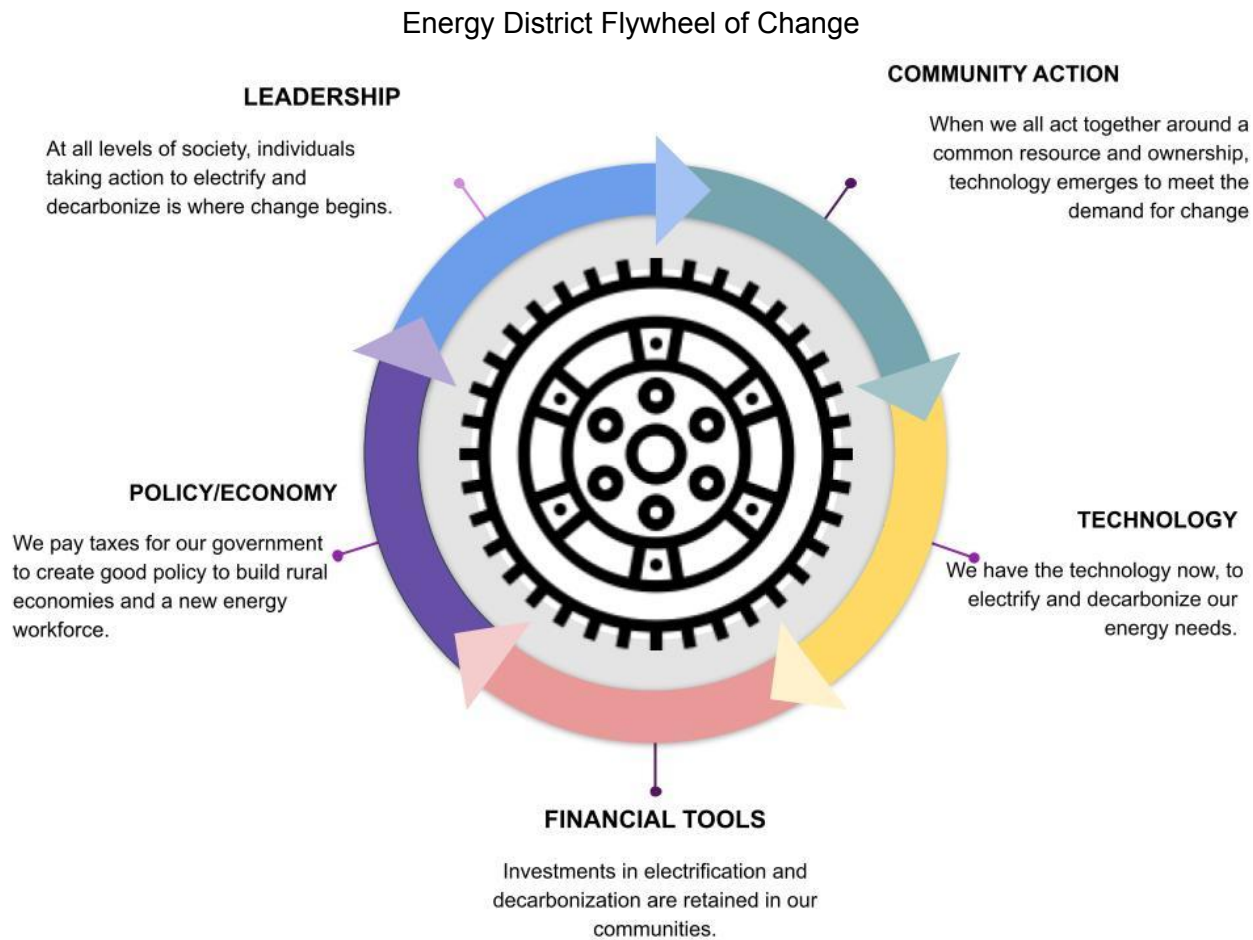 Energy District Flywheel of Change
LEADERSHIP
At all levels of society, individuals
taking action to electrify and
decarbonize is where change begins.
COMMUNITY ACTION
When we all act together around a
common resource and ownership,
technology emerges to meet the
demand for change
TECHNOLOGY
We have the technology now, to
electrify and decarbonize our
energy needs.
FINANCIAL TOOLS
Investments in electrification and
decarbonization are retained in our
communities.
POLICY/ECONOMY
We pay taxes for our government
to create good policy to build rural
economies and a new energy
workforce.